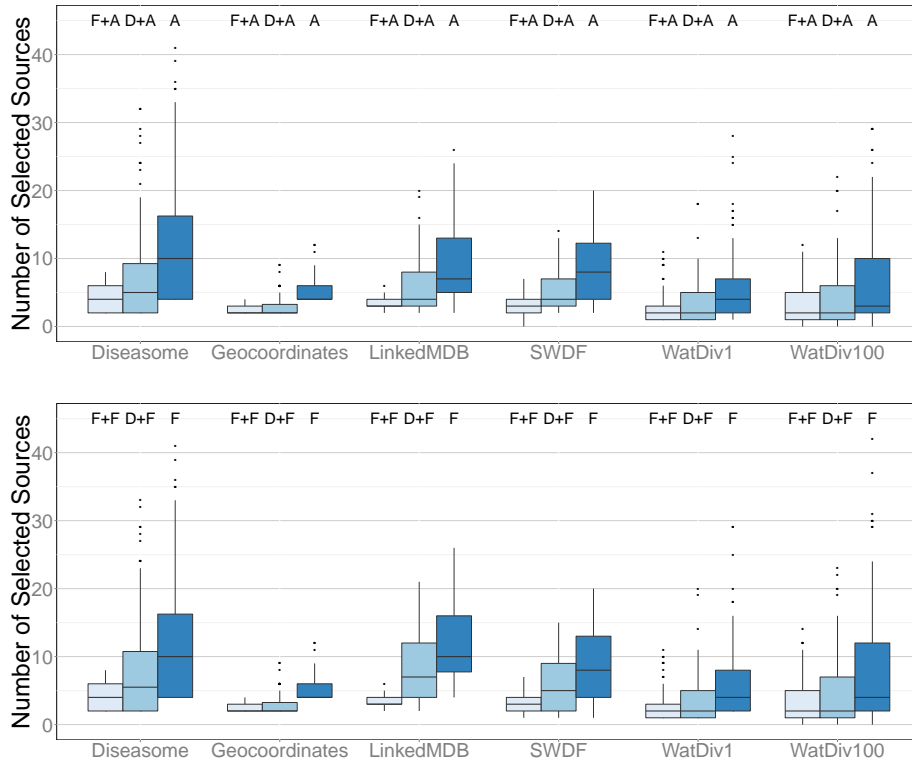 F+A D+A A F+A D+A A F+A D+A A F+A D+A A F+A D+A A F+A D+A A
Number of Selected Sources
40
30
20
10
0
Diseasome Geocoordinates LinkedMDB SWDF WatDiv1 WatDiv100
F+F D+F F F+F D+F F F+F D+F F F+F D+F F F+F D+F F F+F D+F F
Number of Selected Sources
40
30
20
10
0
Diseasome Geocoordinates LinkedMDB SWDF WatDiv1 WatDiv100